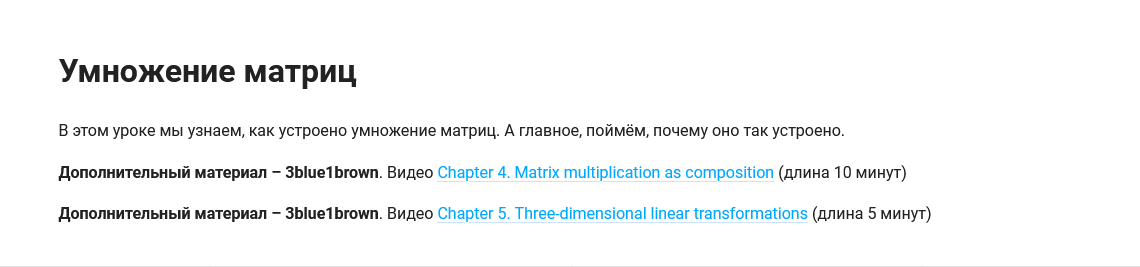 Умножение матриц
В этом уроке мы узнаем, как устроено умножение матриц. А главное, поймём, почему оно так устроено.
Дополнительный материал – 3blue1brown. Видео Chapter 4. Matrix multiplication as composition (длина 10 минут)
Дополнительный материал – 3blue1brown. Видео Chapter 5. Three-dimensional linear transformations (длина 5 минут)